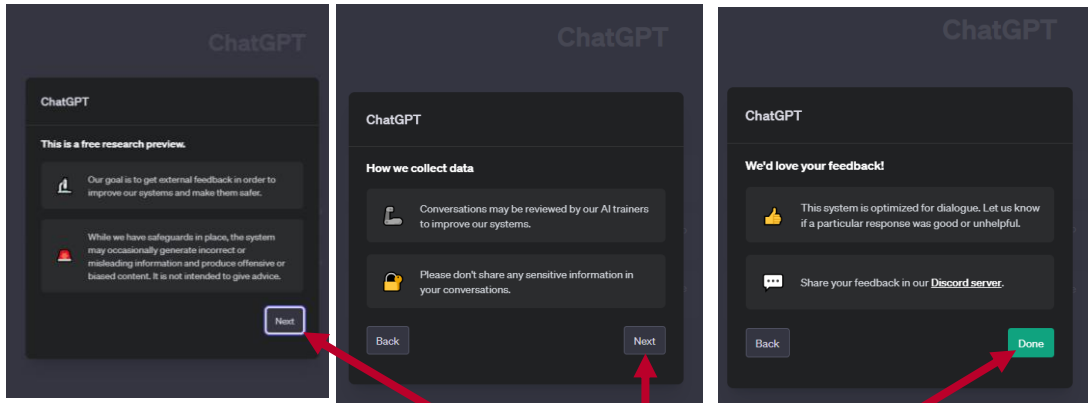 ChatGPT
ChatGPT
This is a free research preview.
Our goal is to get external feedback in order to
improve our systems and make them safer.
While we have safeguards in place, the system
may occasionally generate incorrect or
misleading information and produce offensive or
biased content. It is not intended to give advice.
Next
ChatGPT
ChatGPT
How we collect data
Conversations may be reviewed by our AI trainers
to improve our systems.
Please don't share any sensitive information in
your conversations.
Back
Next
ChatGPT
ChatGPT
We'd love your feedback!
This system is optimized for dialogue. Let us know
if a particular response was good or unhelpful.
Share your feedback in our Discord server.
Back
Done